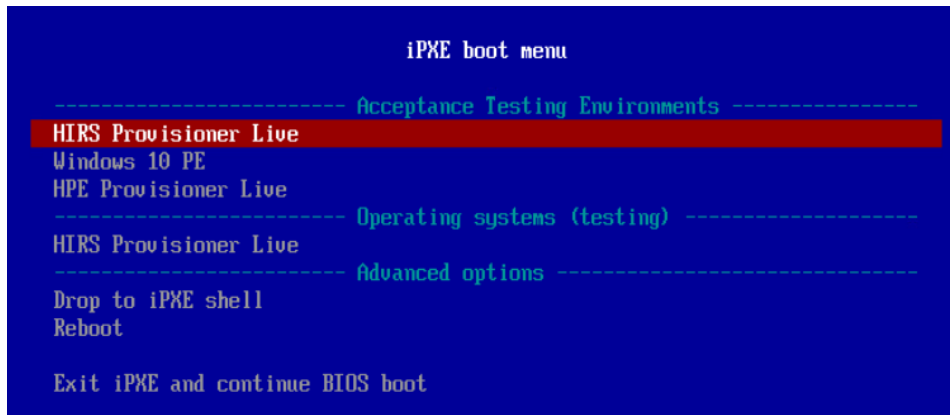 iPXE boot menu
------------------------- Acceptance Testing Environments ----------------
HIRS Provisioner Live
Windows 10 PE
HPE Provisioner Live
------------------------- Operating systems (testing) --------------------
HIRS Provisioner Live
------------------------- Advanced options -------------------------------
Drop to iPXE shell
Reboot
Exit iPXE and continue BIOS boot